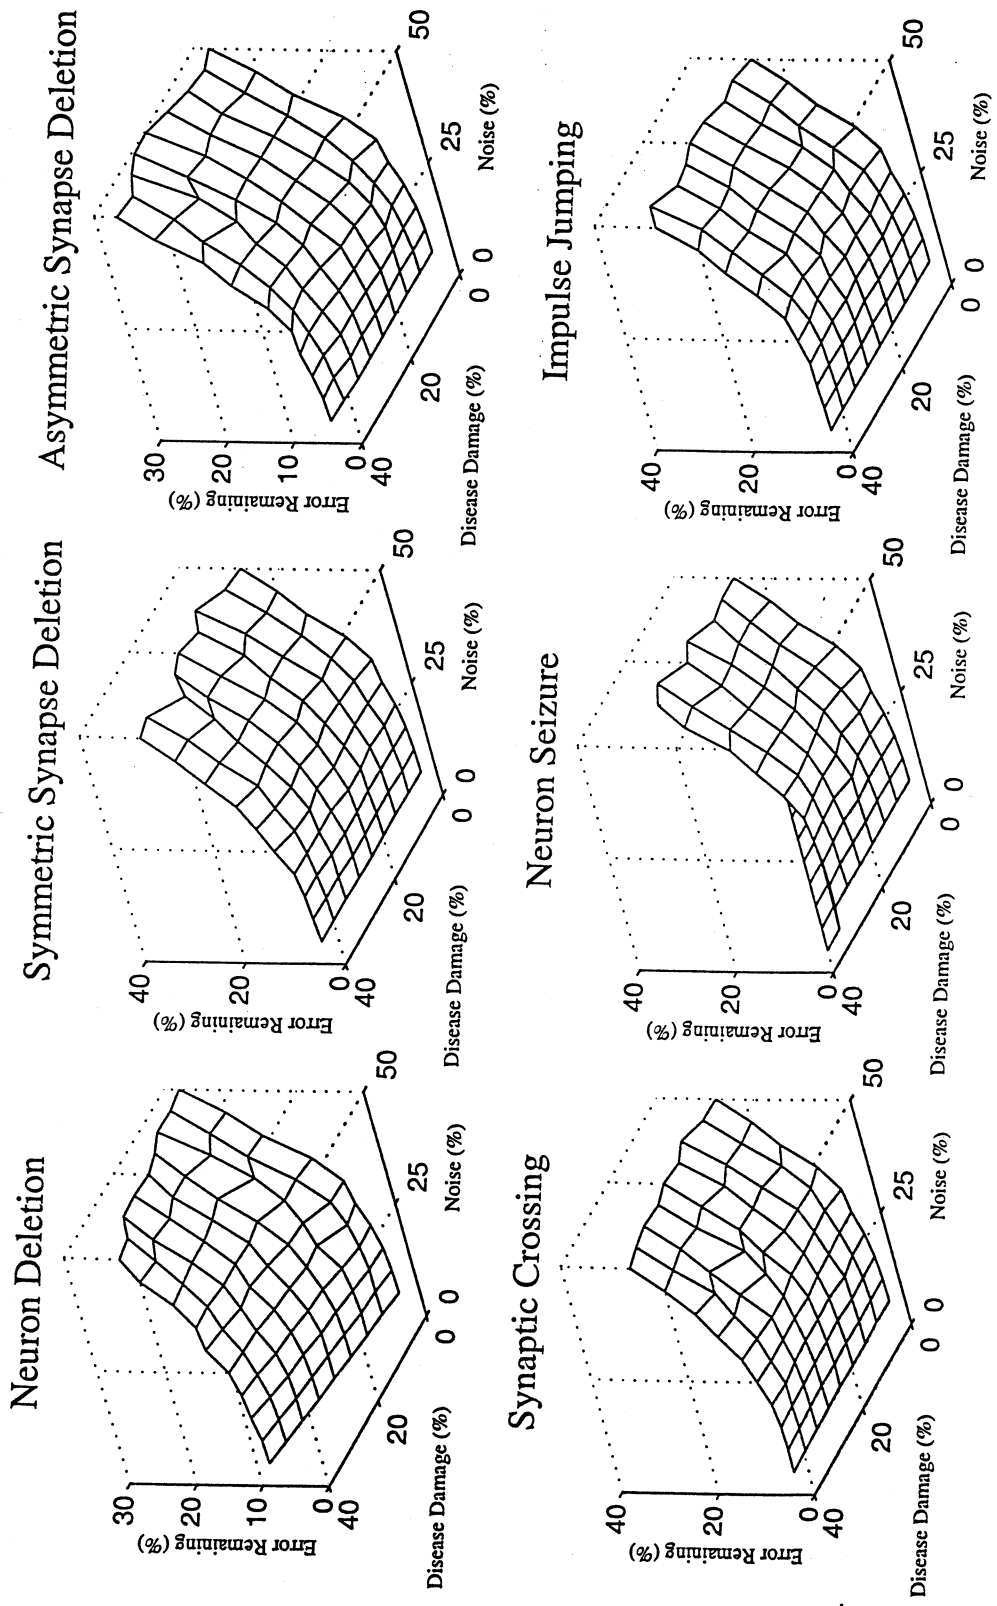 Neuron Deletion
Error Remaining (%)
30
20
10
0
40
20
0
Disease Damage (%)
0
25
50
Noise (%)
Symmetric Synapse Deletion
Error Remaining (%)
40
20
0
40
20
0
Disease Damage (%)
0
25
50
Noise (%)
Asymmetric Synapse Deletion
Error Remaining (%)
30
20
10
0
40
20
0
Disease Damage (%)
0
25
50
Noise (%)
Synaptic Crossing
Error Remaining (%)
40
20
0
40
20
0
Disease Damage (%)
0
25
50
Noise (%)
Neuron Seizure
Error Remaining (%)
40
20
0
40
20
0
Disease Damage (%)
0
25
50
Noise (%)
Impulse Jumping
Error Remaining (%)
40
20
0
40
20
0
Disease Damage (%)
0
25
50
Noise (%)